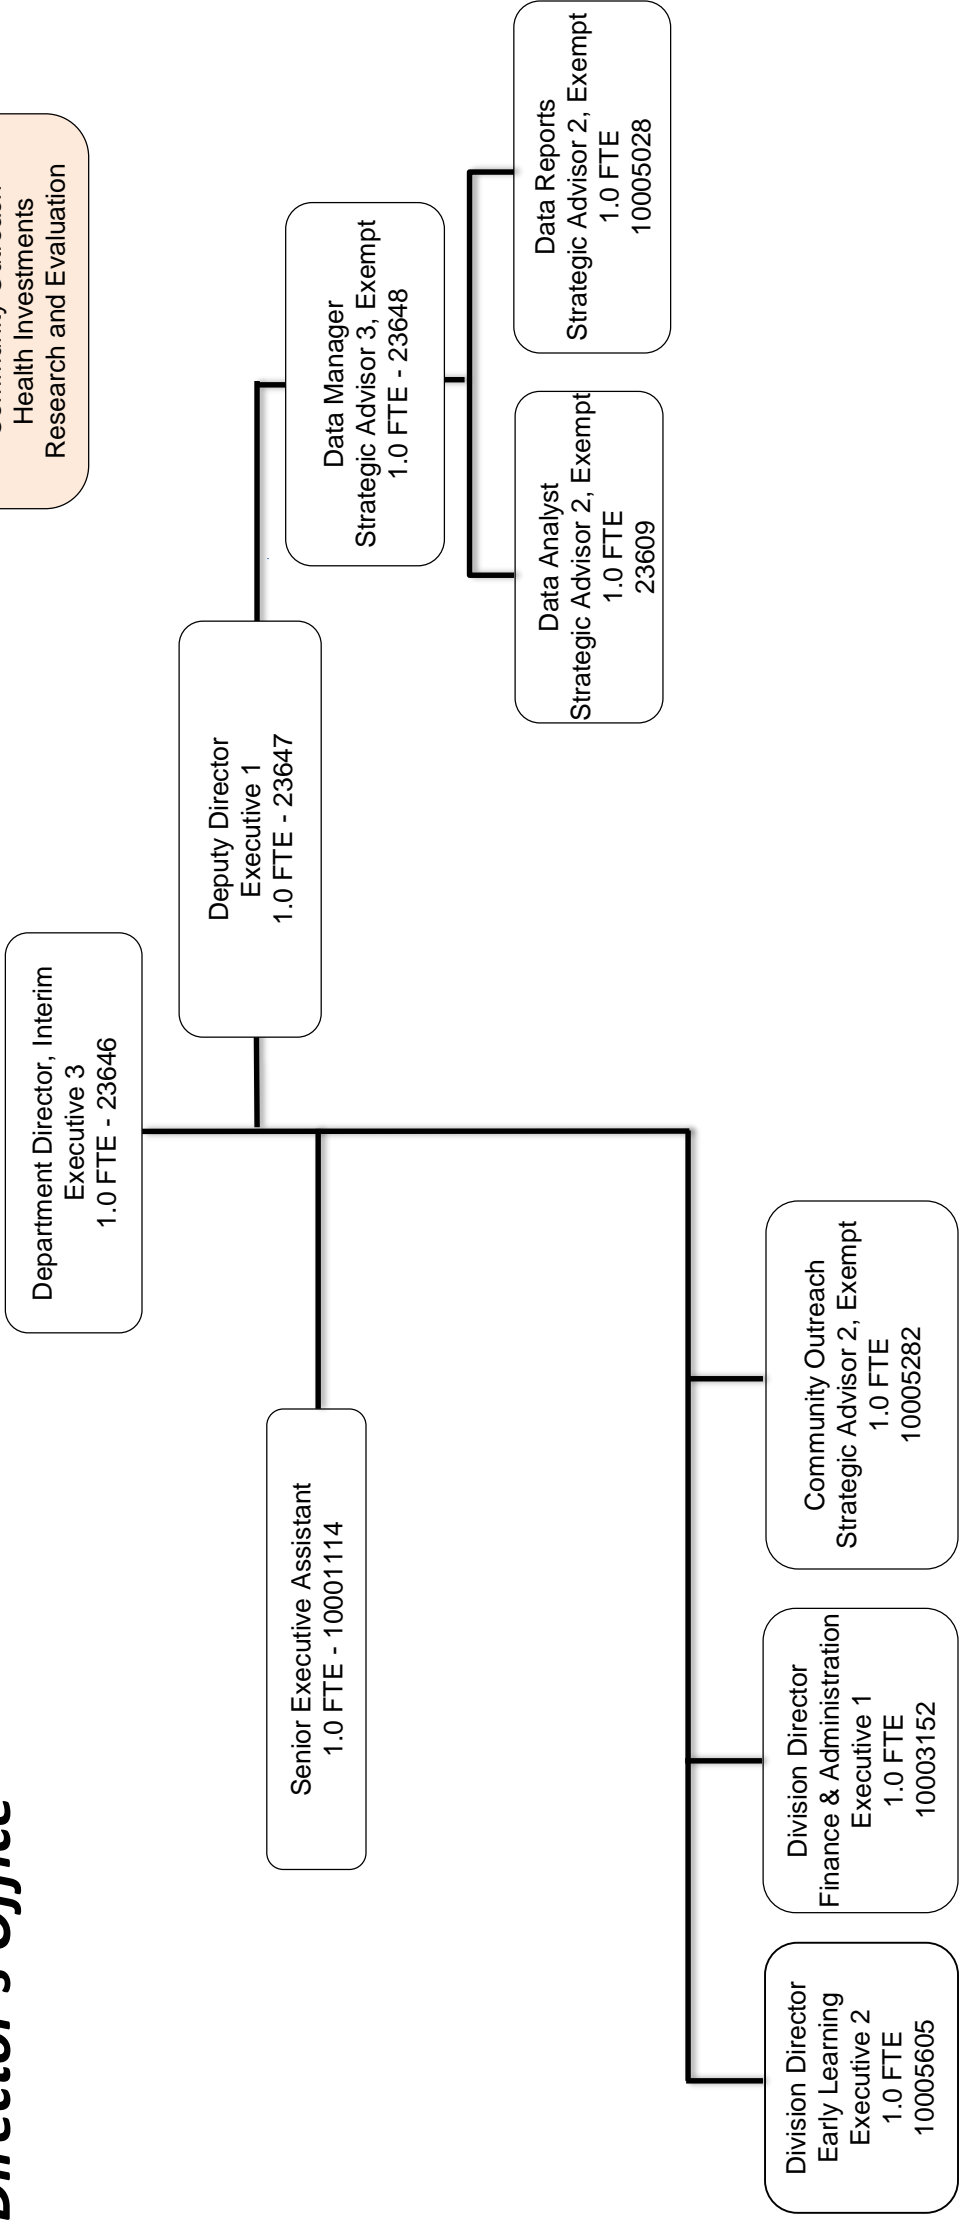 Director's Office
Health Investments
Research and Evaluation
Department Director, Interim
Executive 3
1.0 FTE - 23646
Deputy Director
Executive 1
1.0 FTE - 23647
Senior Executive Assistant
1.0 FTE - 10001114
Data Manager
Strategic Advisor 3, Exempt
1.0 FTE - 23648
Data Analyst
Strategic Advisor 2, Exempt
1.0 FTE
23609
Data Reports
Strategic Advisor 2, Exempt
1.0 FTE
10005028
Division Director
Early Learning
Executive 2
1.0 FTE
10005605
Division Director
Finance & Administration
Executive 1
1.0 FTE
10003152
Community Outreach
Strategic Advisor 2, Exempt
1.0 FTE
10005282